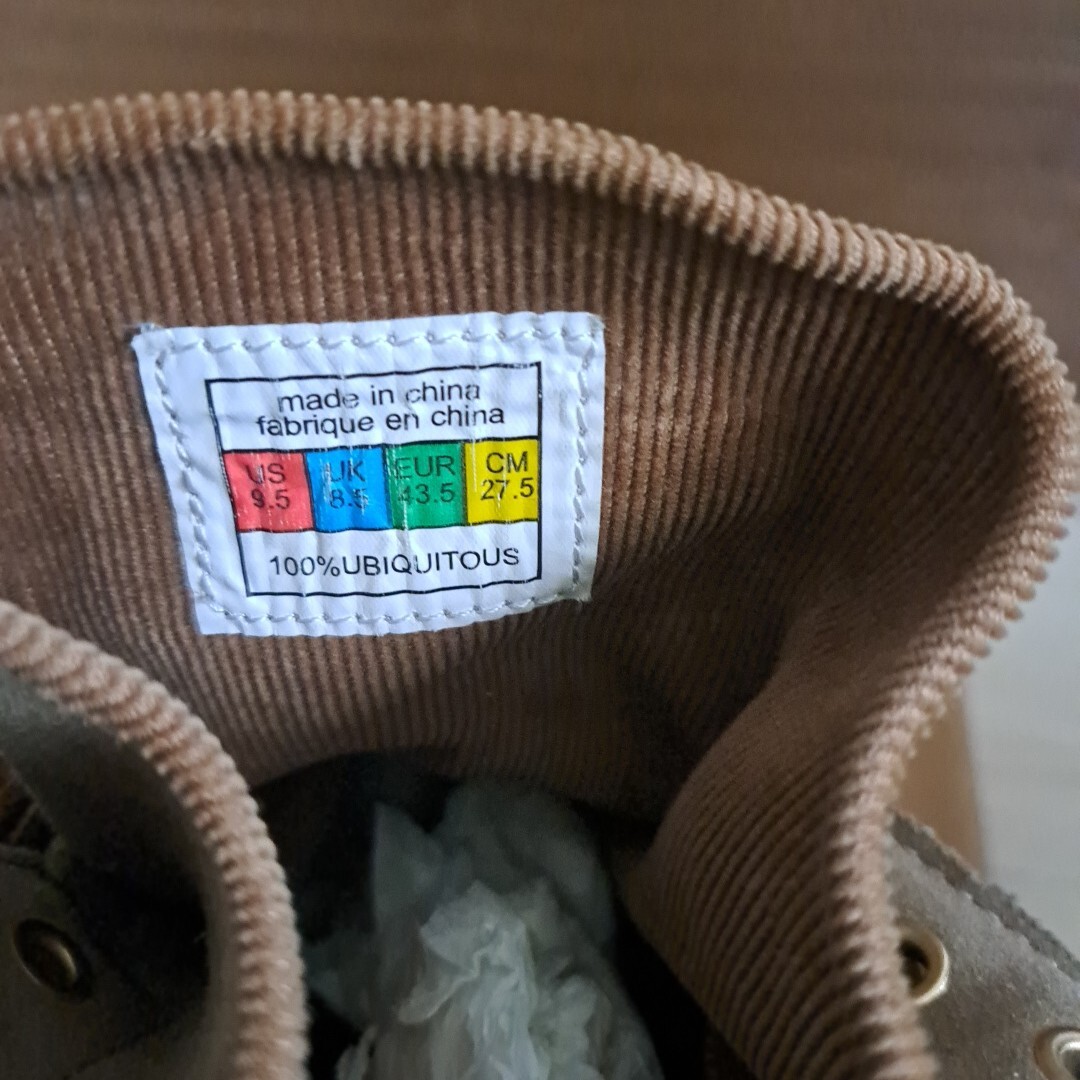 made in china
fabrique en china
US UK EUR CM
9.5 8.5 43.5 27.5
100%UBIQUITOUS